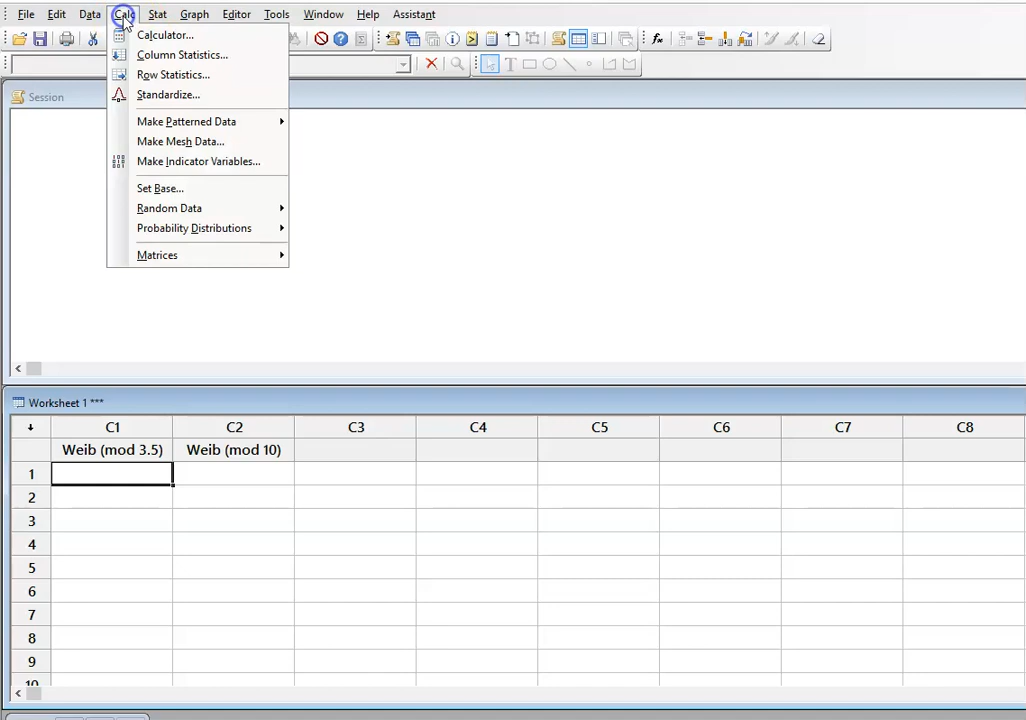 File Edit Data Calc Stat Graph Editor Tools Window Help Assistant
Calculator...
Column Statistics...
Row Statistics...
Standardize...
Make Patterned Data
Make Mesh Data...
Make Indicator Variables...
Set Base...
Random Data
Probability Distributions
Matrices
fx
T
Session
Worksheet 1 ***
C1 C2 C3 C4 C5 C6 C7 C8
Weib (mod 3.5) Weib (mod 10)
1
2
3
4
5
6
7
8
9
10